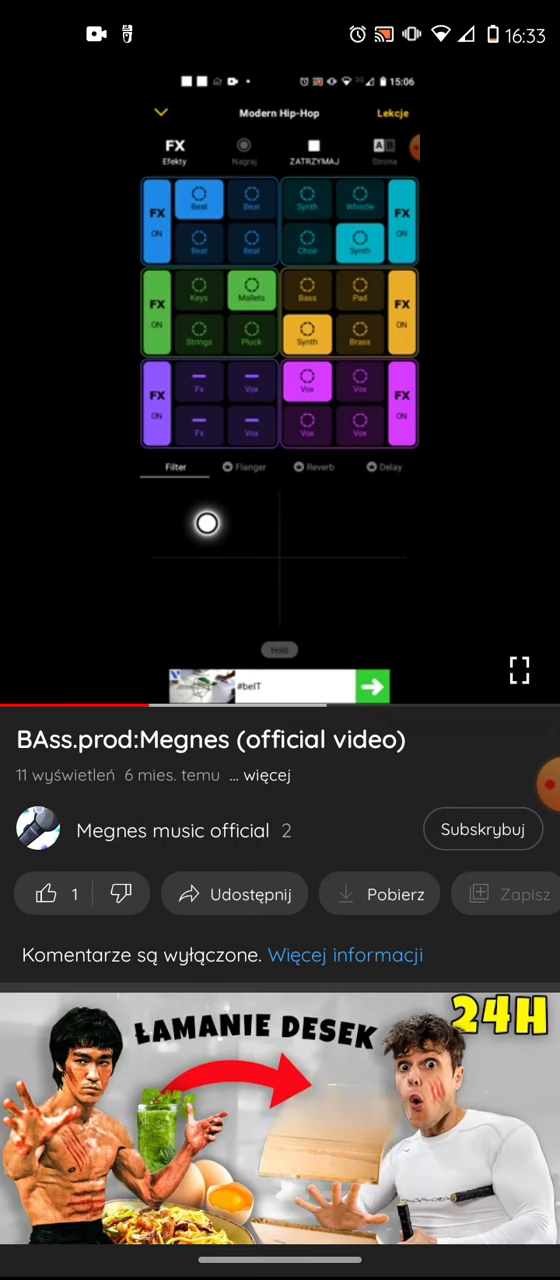 16:33
15:06
Modern Hip-Hop
Lekcje
FX
Efekty
Nagraj
ZATRZYMAJ
A B
Strona
FX
ON
Beat
Beat
Synth
Whistle
FX
ON
Beat
Beat
Choir
Synth
FX
ON
Keys
Mallets
Bass
Pad
FX
ON
Strings
Pluck
Synth
Brass
FX
ON
Fx
Vox
Vox
Vox
FX
ON
Fx
Vox
Vox
Vox
Filter
Flanger
Reverb
Delay
Hold
#beIT
BAss.prod:Megnes (official video)
11 wyświetleń 6 mies. temu ... więcej
Megnes music official 2
Subskrybuj
1
Udostępnij
Pobierz
Zapisz
Komentarze są wyłączone. Więcej informacji
ŁAMANIE DESEK
24H